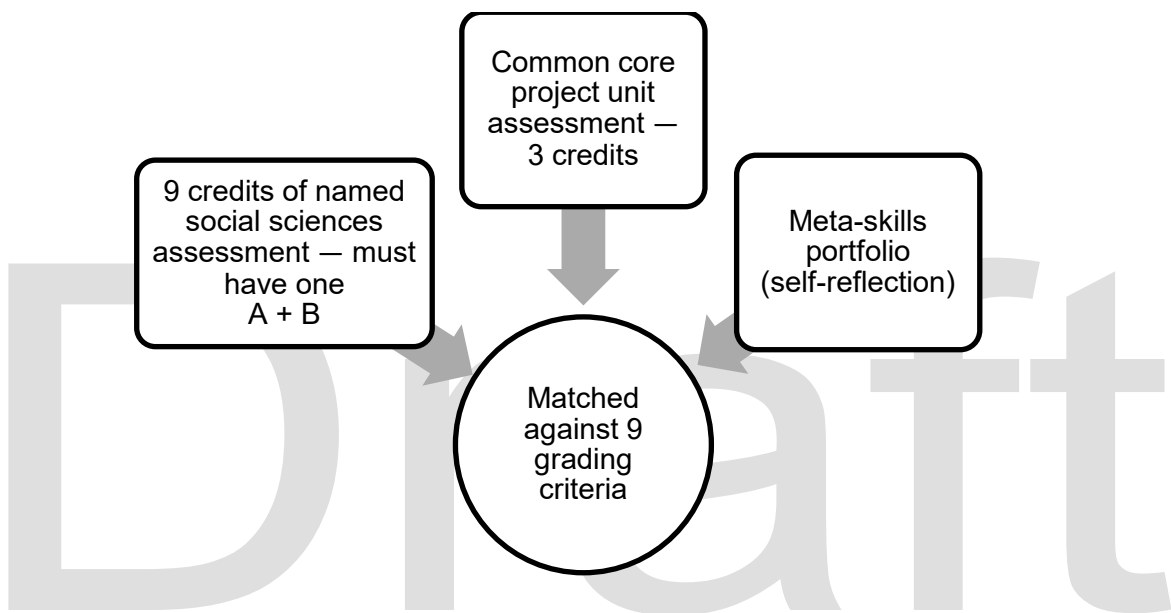 Common core
project unit
assessment —
3 credits
9 credits of named
social sciences
assessment — must
have one
A + B
Meta-skills
portfolio
(self-reflection)
Matched
against 9
grading
criteria
Draft